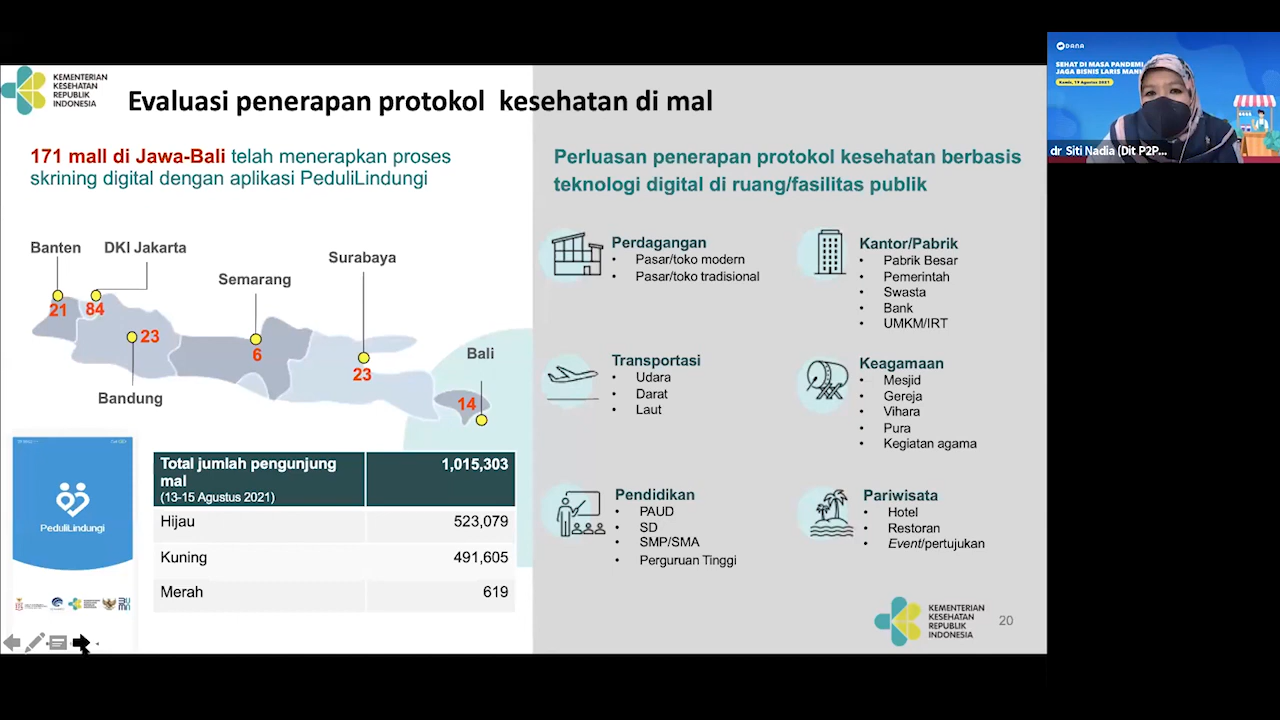 KEMENTERIAN
KESEHATAN
REPUBLIK
INDONESIA
Evaluasi penerapan protokol kesehatan di mal
171 mall di Jawa-Bali telah menerapkan proses
skrining digital dengan aplikasi PeduliLindungi
Banten
DKI Jakarta
Semarang
Surabaya
Bali
Bandung
21
84
23
6
23
14
PeduliLindungi
Total jumlah pengunjung
mal
(13-15 Agustus 2021)
1,015,303
Hijau 523,079
Kuning 491,605
Merah 619
Perluasan penerapan protokol kesehatan berbasis
teknologi digital di ruang/fasilitas publik
Perdagangan
• Pasar/toko modern
• Pasar/toko tradisional
Kantor/Pabrik
• Pabrik Besar
• Pemerintah
• Swasta
• Bank
• UMKM/IRT
Transportasi
• Udara
• Darat
• Laut
Keagamaan
• Mesjid
• Gereja
• Vihara
• Pura
• Kegiatan agama
Pendidikan
• PAUD
• SD
• SMP/SMA
• Perguruan Tinggi
Pariwisata
• Hotel
• Restoran
• Event/pertujukan
KEMENTERIAN
KESEHATAN
REPUBLIK
INDONESIA
20
DANA
SEHAT DI MASA PANDEMI
JAGA BISNIS LARIS MANI
Kamis, 19 Agustus 2021
dr Siti Nadia (Dit P2P...